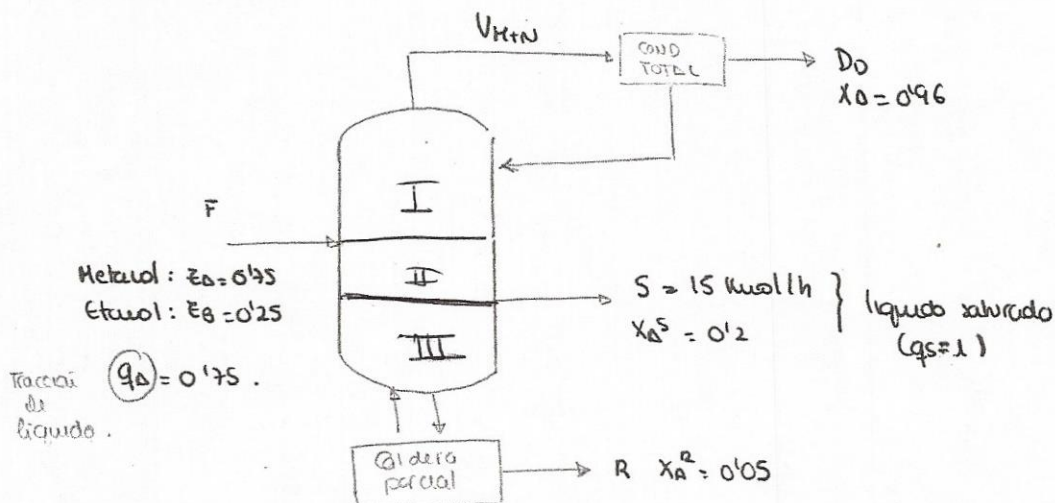 V_{M+N}
COND
TOTAL
D_D
X_D = 0'96
I
F
Metanol: z_A = 0'75
Etanol: z_B = 0'25
II
S = 15 Kmol/h } líquido saturado
X_A^S = 0'2 (q_S = 1)
III
Fracción
de
líquido.
q_A = 0'75.
Caldera
parcial
R X_A^R = 0'05